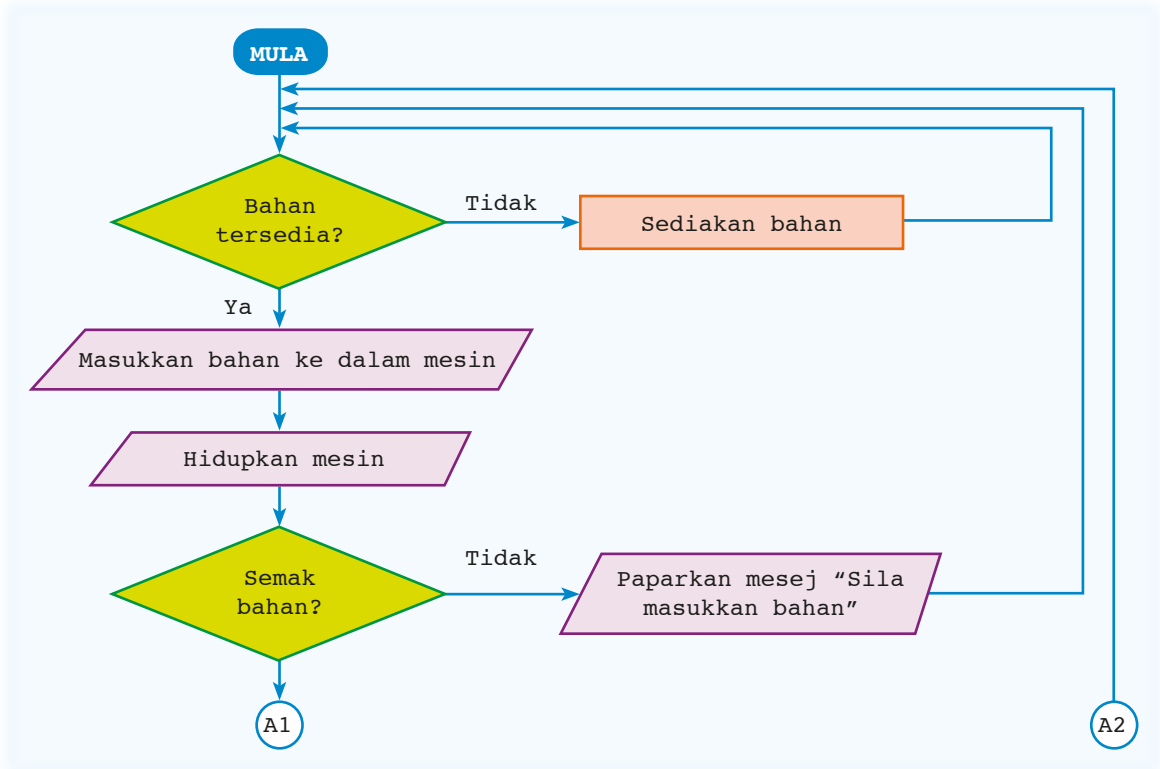 MULA
Bahan
tersedia?
Tidak
Sediakan bahan
Ya
Masukkan bahan ke dalam mesin
Hidupkan mesin
Semak
bahan?
Tidak
Paparkan mesej “Sila
masukkan bahan”
A1
A2